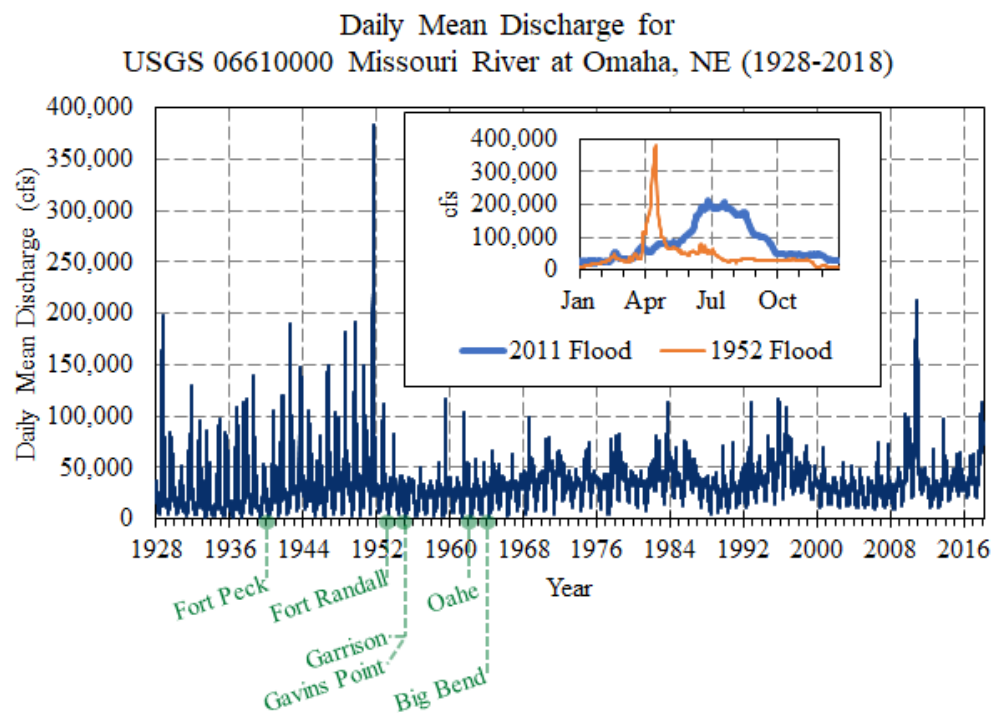 Daily Mean Discharge for
USGS 06610000 Missouri River at Omaha, NE (1928-2018)
Daily Mean Discharge (cfs)
400,000
350,000
300,000
250,000
200,000
150,000
100,000
50,000
0
cfs
400,000
300,000
200,000
100,000
0
Jan Apr Jul Oct
2011 Flood 1952 Flood
1928 1936 1944 1952 1960 1968 1976 1984 1992 2000 2008 2016
Year
Fort Peck
Fort Randall
Garrison
Gavins Point
Oahe
Big Bend